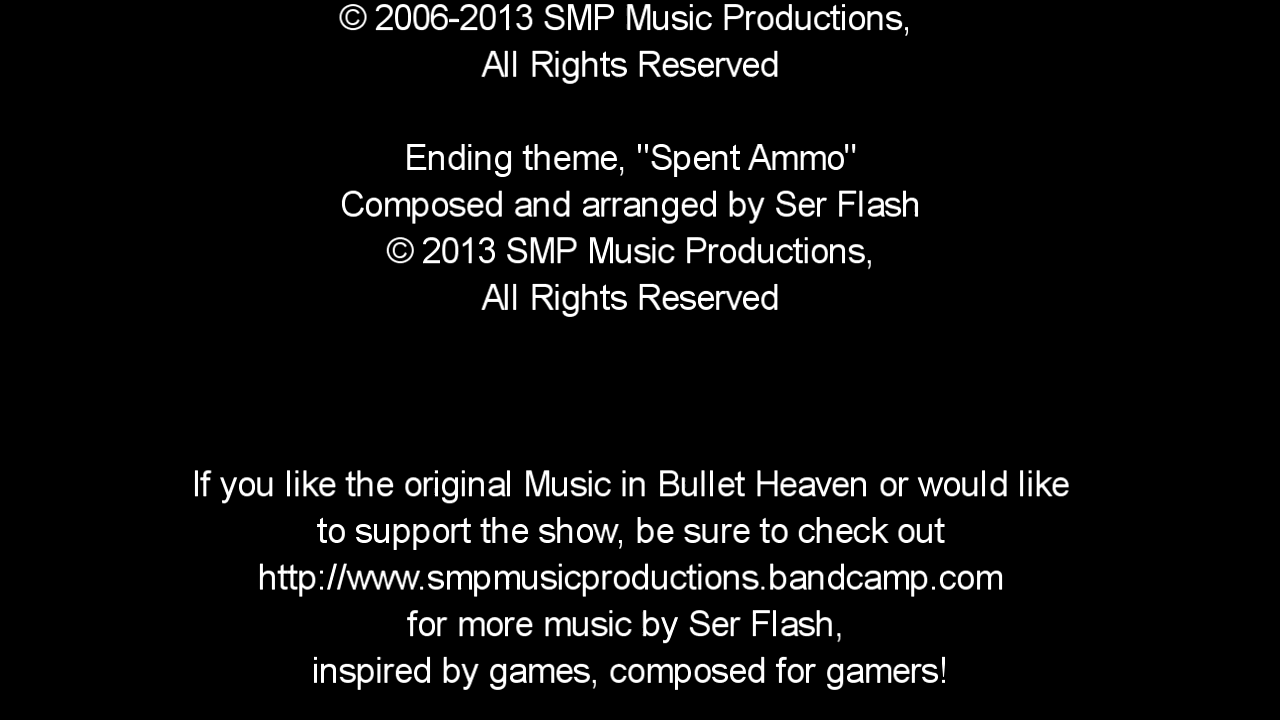 © 2006-2013 SMP Music Productions,
All Rights Reserved
Ending theme, "Spent Ammo"
Composed and arranged by Ser Flash
© 2013 SMP Music Productions,
All Rights Reserved
If you like the original Music in Bullet Heaven or would like
to support the show, be sure to check out
http://www.smpmusicproductions.bandcamp.com
for more music by Ser Flash,
inspired by games, composed for gamers!